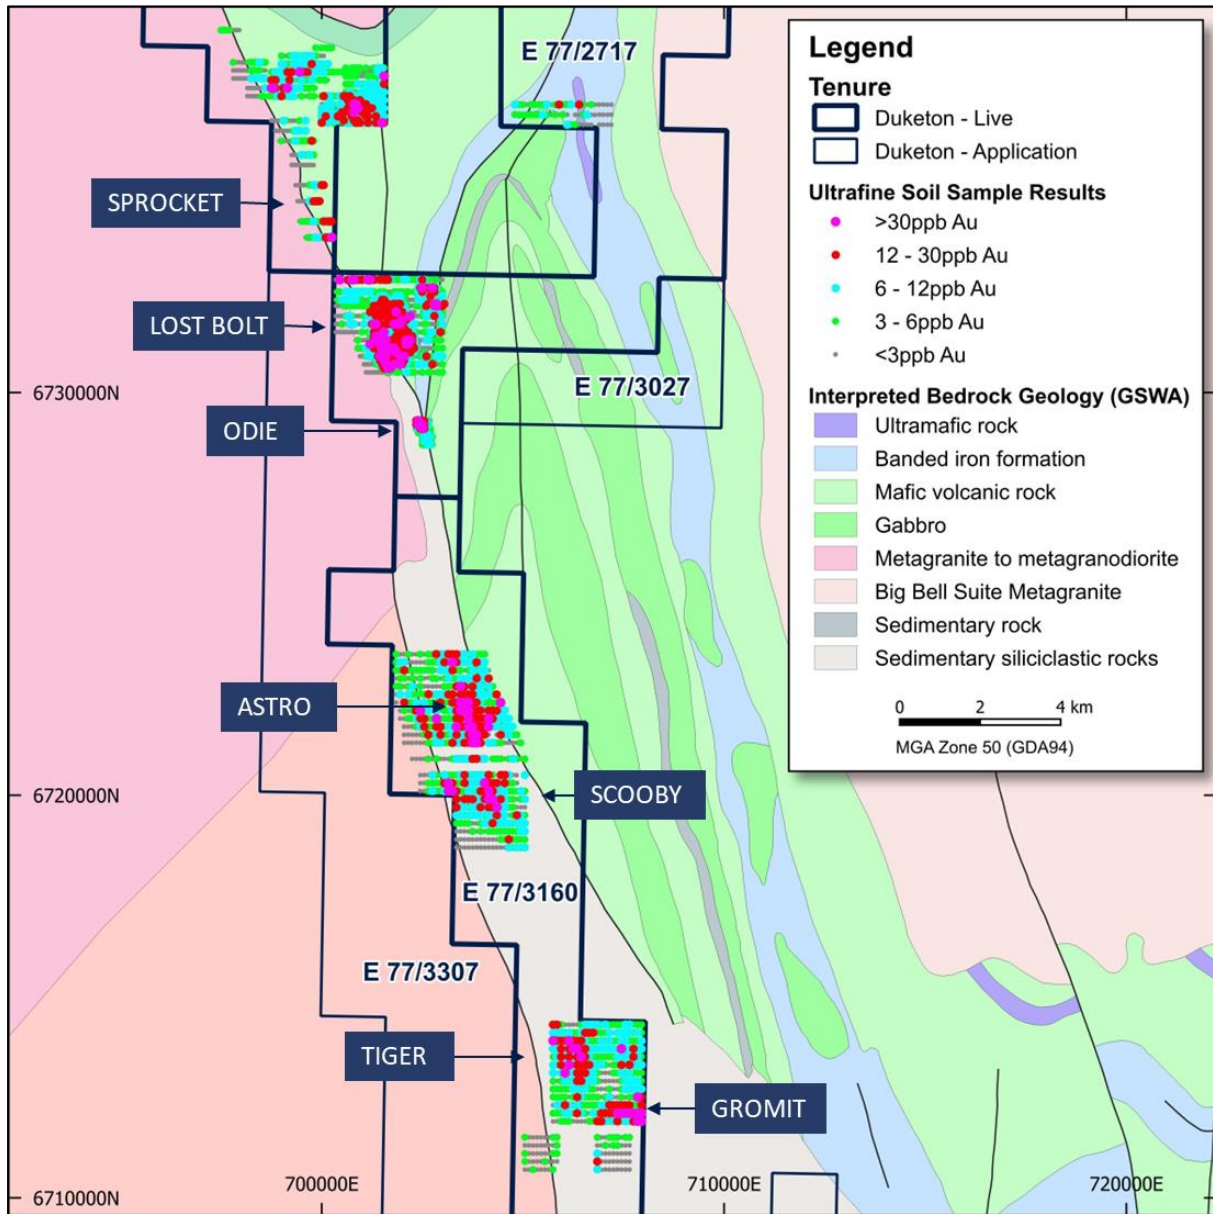 E 77/2717
SPROCKET
LOST BOLT
6730000N
E 77/3027
ODIE
ASTRO
SCOOBY
6720000N
E 77/3160
E 77/3307
TIGER
GROMIT
700000E
710000E
720000E
6710000N
Legend
Tenure
Duketon - Live
Duketon - Application
Ultrafine Soil Sample Results
>30ppb Au
12 - 30ppb Au
6 - 12ppb Au
3 - 6ppb Au
<3ppb Au
Interpreted Bedrock Geology (GSWA)
Ultramafic rock
Banded iron formation
Mafic volcanic rock
Gabbro
Metagranite to metagranodiorite
Big Bell Suite Metagranite
Sedimentary rock
Sedimentary siliciclastic rocks
0 2 4 km
MGA Zone 50 (GDA94)